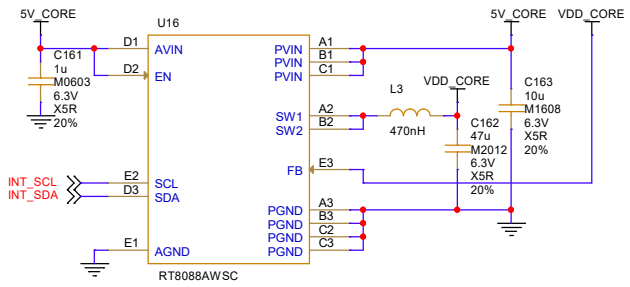 U16
5V_CORE
5V_CORE
VDD_CORE
D1
AVIN
PVIN
A1
PVIN
B1
PVIN
C1
C161
1u
M0603
6.3V
X5R
20%
D2
EN
L3
470nH
VDD_CORE
SW1
A2
SW2
B2
C163
10u
M1608
6.3V
X5R
20%
C162
47u
M2012
6.3V
X5R
20%
FB
E3
INT_SCL
E2
SCL
INT_SDA
D3
SDA
PGND
A3
PGND
B3
PGND
C2
PGND
C3
E1
AGND
RT8088AWSC